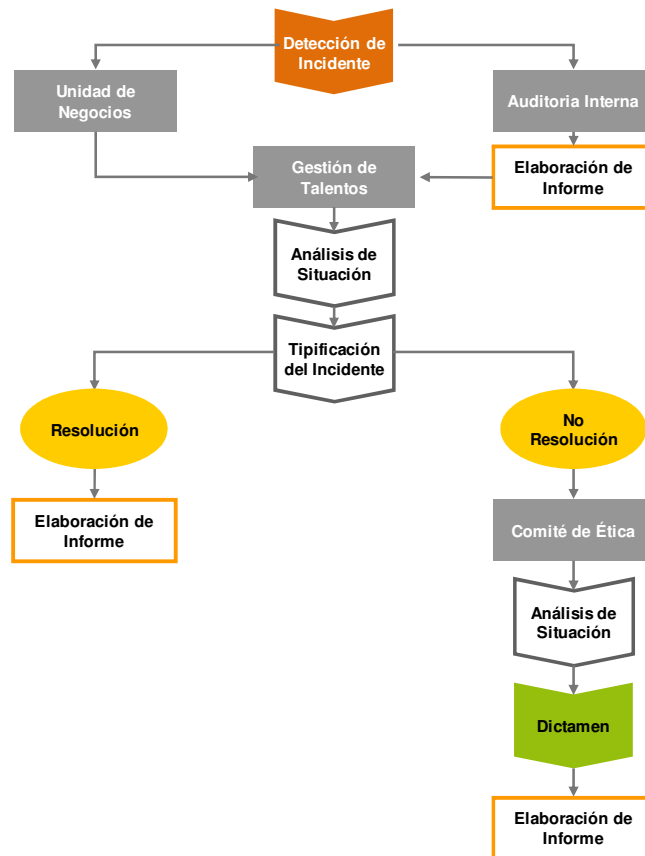 Detección de
Incidente
Unidad de
Negocios
Auditoria Interna
Elaboración de
Informe
Gestión de
Talentos
Análisis de
Situación
Tipificación
del Incidente
Resolución
No
Resolución
Elaboración de
Informe
Comité de Ética
Análisis de
Situación
Dictamen
Elaboración de
Informe